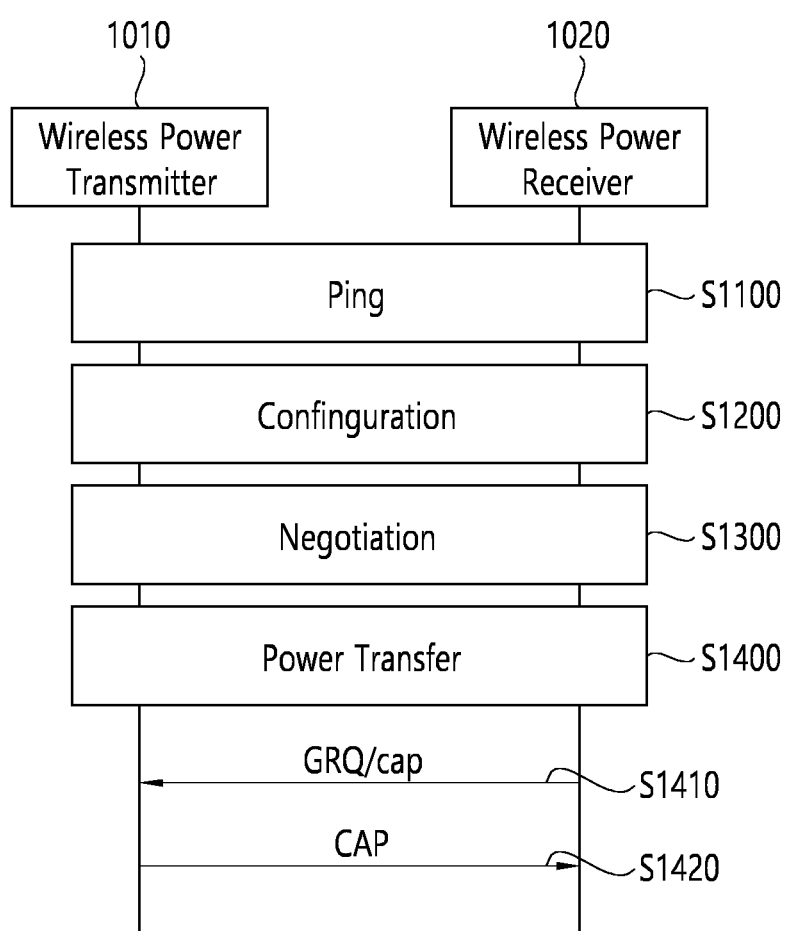 1010
1020
Wireless Power
Transmitter
Wireless Power
Receiver
Ping
S1100
Confinguration
S1200
Negotiation
S1300
Power Transfer
S1400
GRQ/cap
S1410
CAP
S1420